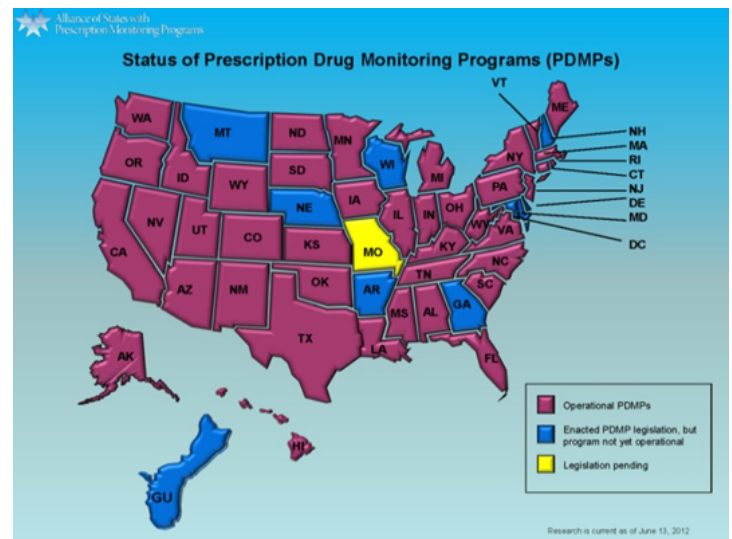 Alliance of States with
Prescription Monitoring Programs
Status of Prescription Drug Monitoring Programs (PDMPs)
VT
ME
WA
MT
ND
MN
NH
MA
OR
ID
SD
WI
NY
RI
WY
MI
CT
PA
NJ
NE
IA
DE
NV
IL
IN
OH
MD
UT
CO
WV
VA
CA
KS
MO
KY
DC
NC
TN
AZ
NM
OK
AR
SC
MS
AL
GA
TX
LA
AK
FL
Operational PDMPs
Enacted PDMP legislation, but
program not yet operational
HI
Legislation pending
GU
Research is current as of June 13, 2012